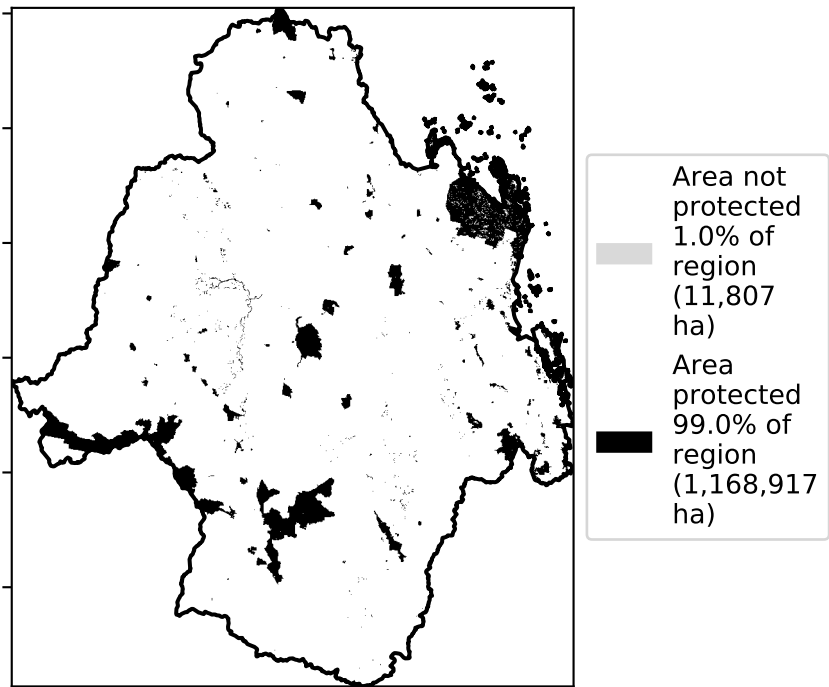 Area not
protected
1.0% of
region
(11,807
ha)
Area
protected
99.0% of
region
(1,168,917
ha)